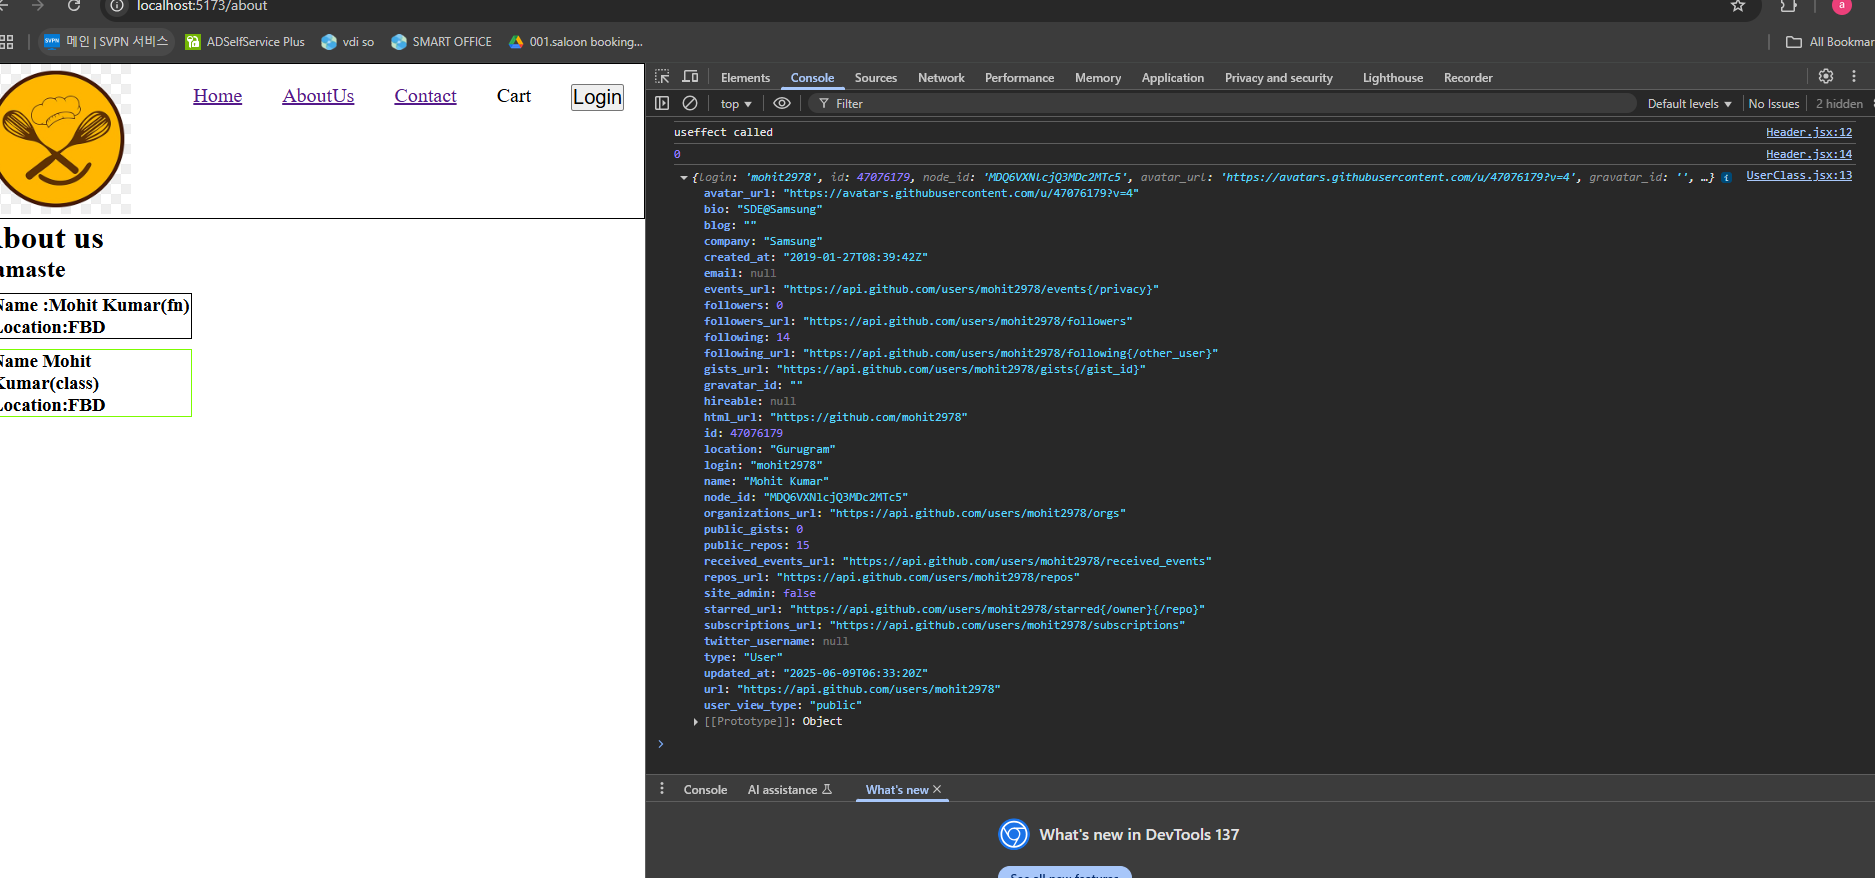 localhost:5173/about
메인 | SVPN 서비스
ADSelfService Plus
vdi so
SMART OFFICE
001.saloon booking...
All Bookmar
Home
AboutUs
Contact
Cart
Login
bout us
amaste
Name :Mohit Kumar(fn)
Location:FBD
Name Mohit
Kumar(class)
Location:FBD
Elements
Console
Sources
Network
Performance
Memory
Application
Privacy and security
Lighthouse
Recorder
top
Filter
Default levels
No Issues
2 hidden
useffect called
Header.jsx:12
0
Header.jsx:14
{login: 'mohit2978', id: 47076179, node_id: 'MDQ6VXNlcjQ3MDc2MTc5', avatar_url: 'https://avatars.githubusercontent.com/u/47076179?v=4', gravatar_id: '', …}
UserClass.jsx:13
avatar_url: "https://avatars.githubusercontent.com/u/47076179?v=4"
bio: "SDE@Samsung"
blog: ""
company: "Samsung"
created_at: "2019-01-27T08:39:42Z"
email: null
events_url: "https://api.github.com/users/mohit2978/events{/privacy}"
followers: 0
followers_url: "https://api.github.com/users/mohit2978/followers"
following: 14
following_url: "https://api.github.com/users/mohit2978/following{/other_user}"
gists_url: "https://api.github.com/users/mohit2978/gists{/gist_id}"
gravatar_id: ""
hireable: null
html_url: "https://github.com/mohit2978"
id: 47076179
location: "Gurugram"
login: "mohit2978"
name: "Mohit Kumar"
node_id: "MDQ6VXNlcjQ3MDc2MTc5"
organizations_url: "https://api.github.com/users/mohit2978/orgs"
public_gists: 0
public_repos: 15
received_events_url: "https://api.github.com/users/mohit2978/received_events"
repos_url: "https://api.github.com/users/mohit2978/repos"
site_admin: false
starred_url: "https://api.github.com/users/mohit2978/starred{/owner}{/repo}"
subscriptions_url: "https://api.github.com/users/mohit2978/subscriptions"
twitter_username: null
type: "User"
updated_at: "2025-06-09T06:33:20Z"
url: "https://api.github.com/users/mohit2978"
user_view_type: "public"
[[Prototype]]: Object
Console
AI assistance
What's new
What's new in DevTools 137
See all new features